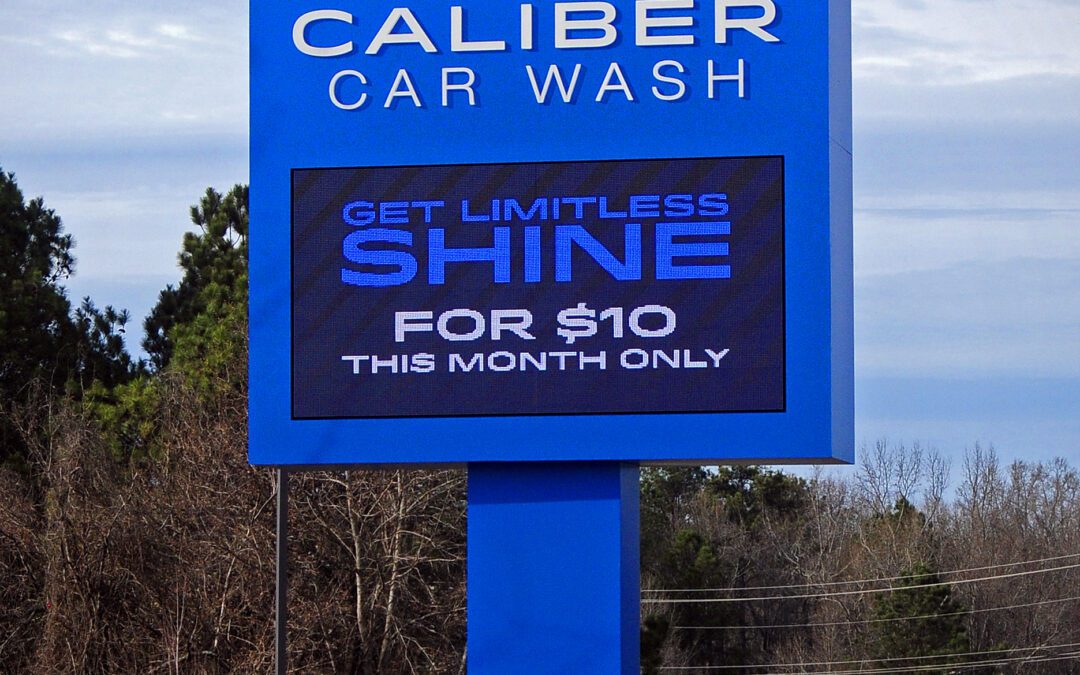 CALIBER
CAR WASH
GET LIMITLESS
SHINE
FOR $10
THIS MONTH ONLY